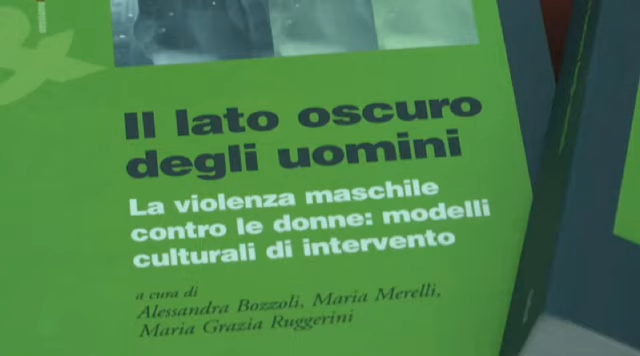 Il lato oscuro
degli uomini
La violenza maschile
contro le donne: modelli
culturali di intervento
a cura di
Alessandra Bozzoli, Maria Merelli,
Maria Grazia Ruggerini